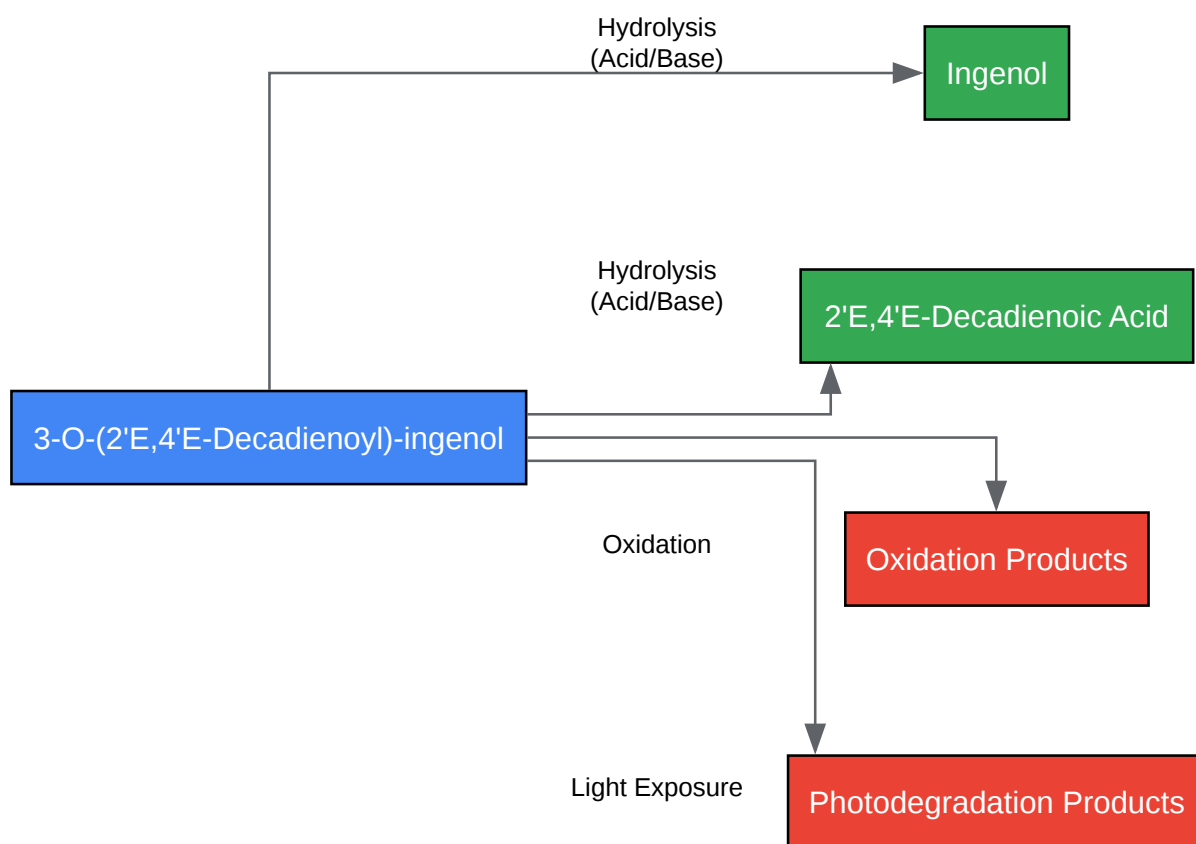 Hydrolysis
(Acid/Base)
Ingenol
Hydrolysis
(Acid/Base)
2'E,4'E-Decadienoic Acid
3-O-(2'E,4'E-Decadienoyl)-ingenol
Oxidation
Oxidation Products
Light Exposure
Photodegradation Products